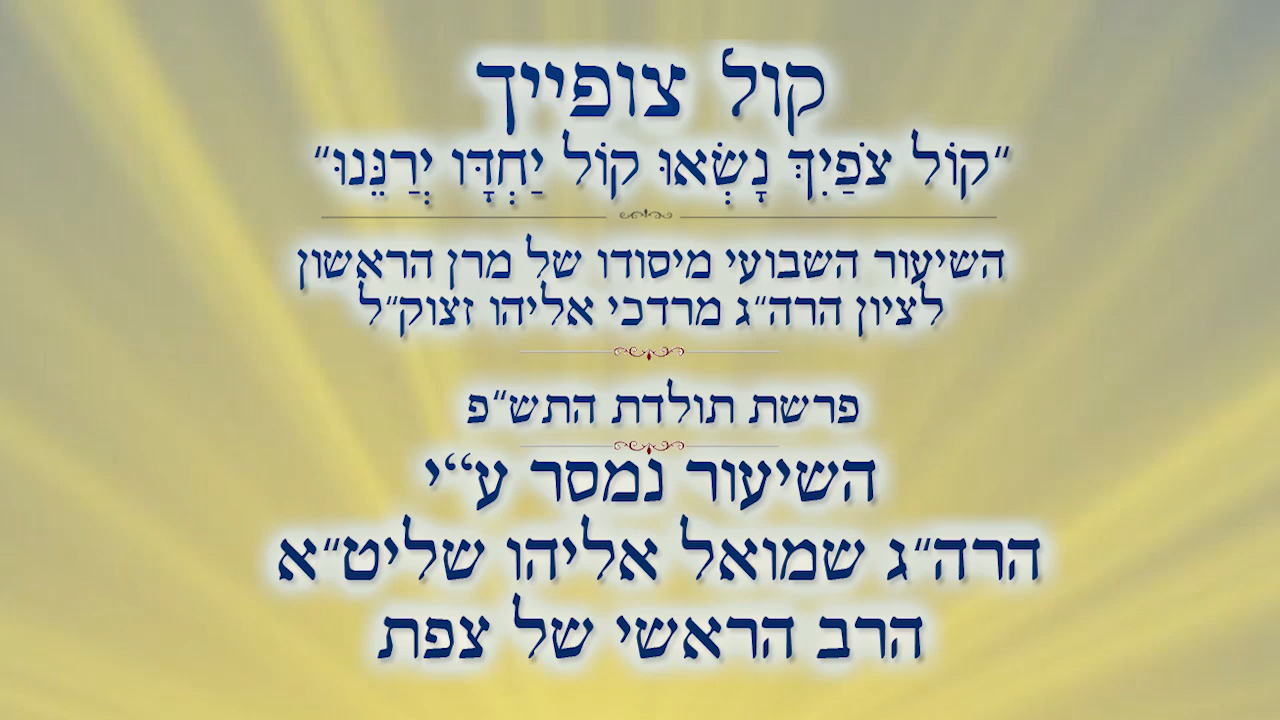 קול צופייך
"קוֹל צֹפַיִךְ נָשְׂאוּ קוֹל יַחְדָּו יְרַנֵּנוּ"
השיעור השבועי מיסודו של מרן הראשון
לציון הרה"ג מרדכי אליהו זצוק"ל
פרשת תולדת התש"פ
השיעור נמסר ע"י
הרה"ג שמואל אליהו שליט"א
הרב הראשי של צפת